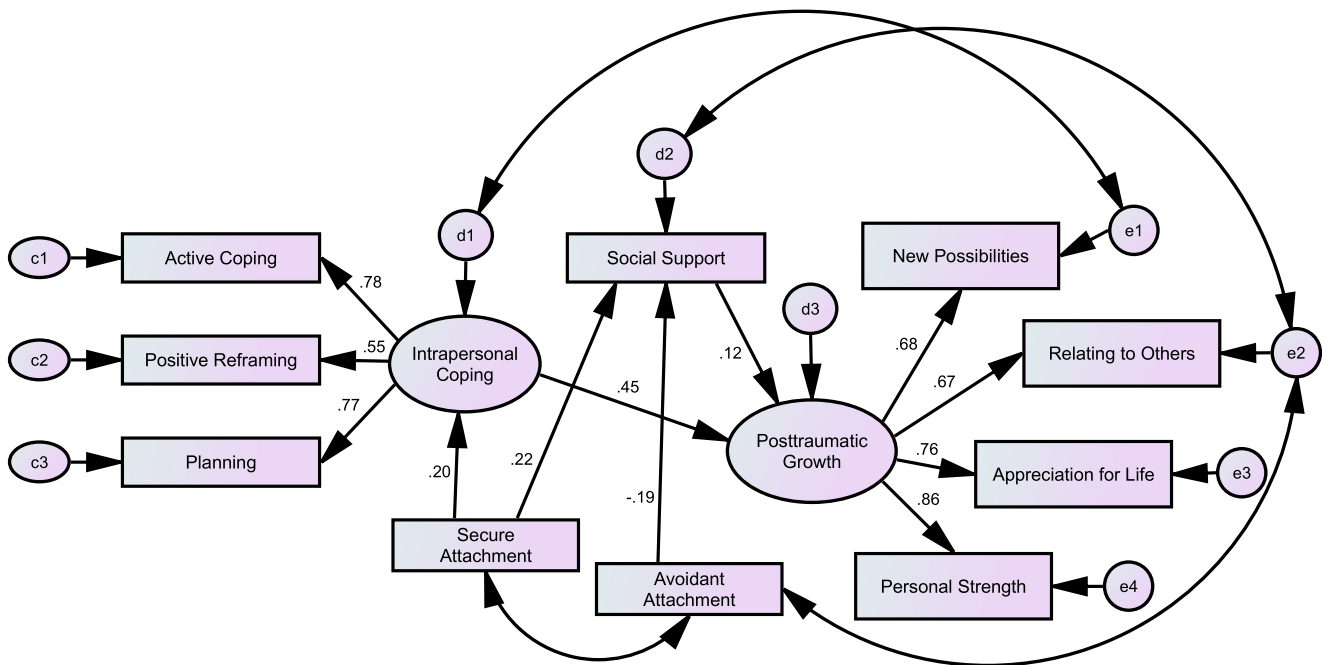 d2
d1
e1
c1
Active Coping
Social Support
New Possibilities
.78
d3
c2
Positive Reframing
.55
Intrapersonal
Coping
.12
.68
Relating to Others
e2
.77
.45
.67
c3
Planning
.20
.22
Posttraumatic
Growth
.76
Appreciation for Life
e3
-.19
.86
Secure
Attachment
Avoidant
Attachment
Personal Strength
e4